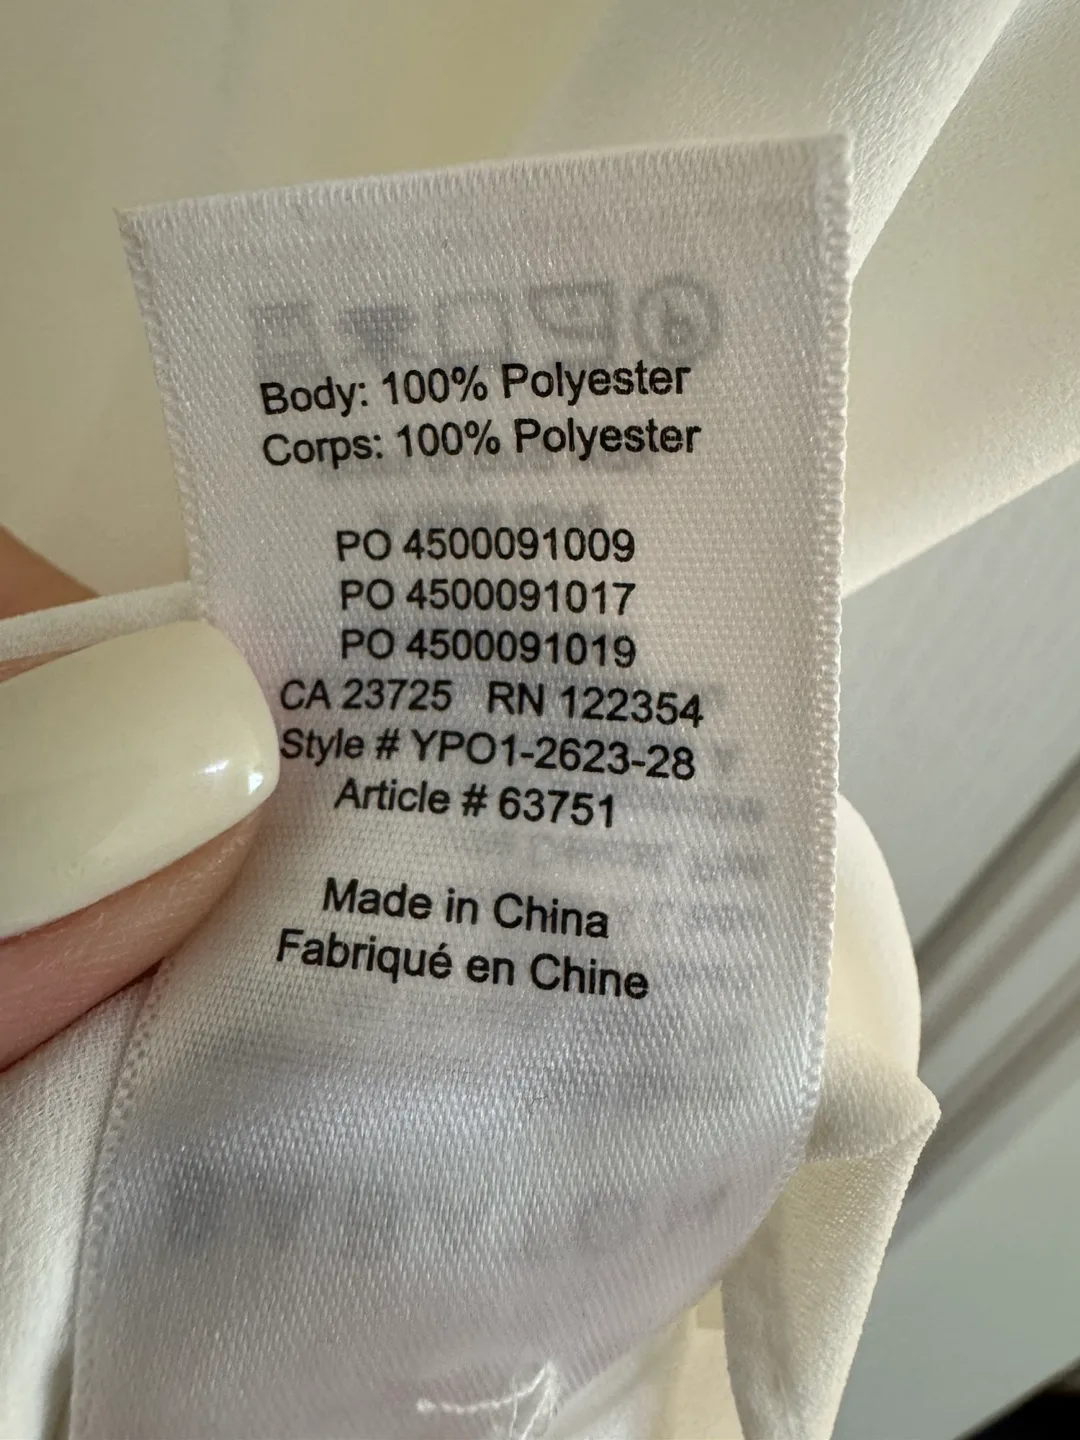 Body: 100% Polyester
Corps: 100% Polyester
PO 4500091009
PO 4500091017
PO 4500091019
CA 23725 RN 122354
Style # YPO1-2623-28
Article # 63751
Made in China
Fabriqué en Chine